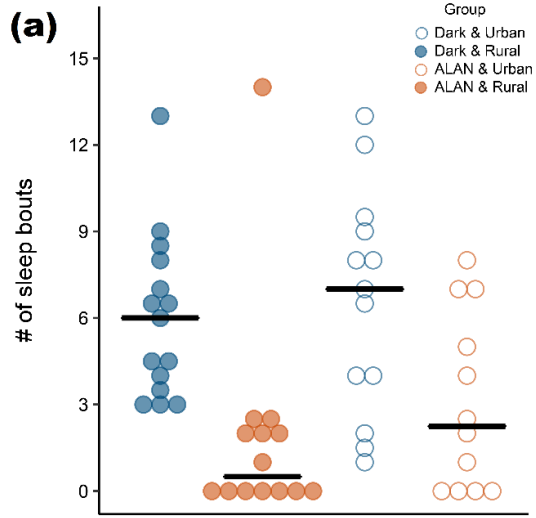 (a)
Group
Dark & Urban
Dark & Rural
ALAN & Urban
ALAN & Rural
# of sleep bouts
15
12
9
6
3
0